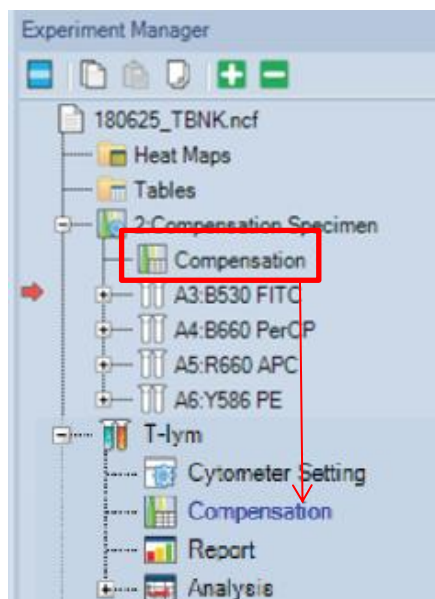 Experiment Manager
180625_TBNK.ncf
Heat Maps
Tables
2:Compensation Specimen
Compensation
A3:B530 FITC
A4:B660 PerCP
A5:R660 APC
A6:Y586 PE
T-lym
Cytometer Setting
Compensation
Report
Analysis